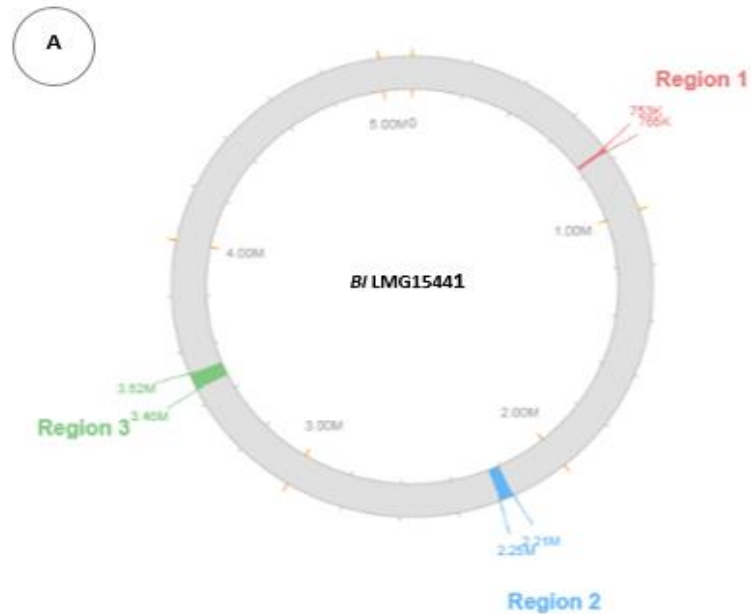 A
Region 1
753K
765K
5.00M
0
1.00M
4.00M
Bl LMG15441
3.52M
3.46M
Region 3
3.00M
2.00M
2.21M
2.25M
Region 2